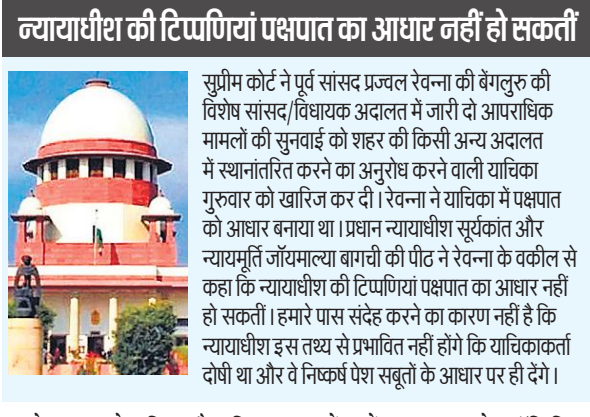 न्यायाधीश की टिप्पणियां पक्षपात का आधार नहीं हो सकतीं
सुप्रीम कोर्ट ने पूर्व सांसद प्रज्वल रेवन्ना की बेंगलुरु की
विशेष सांसद/विधायक अदालत में जारी दो आपराधिक
मामलों की सुनवाई को शहर की किसी अन्य अदालत
में स्थानांतरित करने का अनुरोध करने वाली याचिका
गुरुवार को खारिज कर दी। रेवन्ना ने याचिका में पक्षपात
को आधार बनाया था। प्रधान न्यायाधीश सूर्यकांत और
न्यायमूर्ति जॉयमाल्या बागची की पीठ ने रेवन्ना के वकील से
कहा कि न्यायाधीश की टिप्पणियां पक्षपात का आधार नहीं
हो सकतीं। हमारे पास संदेह करने का कारण नहीं है कि
न्यायाधीश इस तथ्य से प्रभावित नहीं होंगे कि याचिकाकर्ता
दोषी था और वे निष्कर्ष पेश सबूतों के आधार पर ही देंगे।